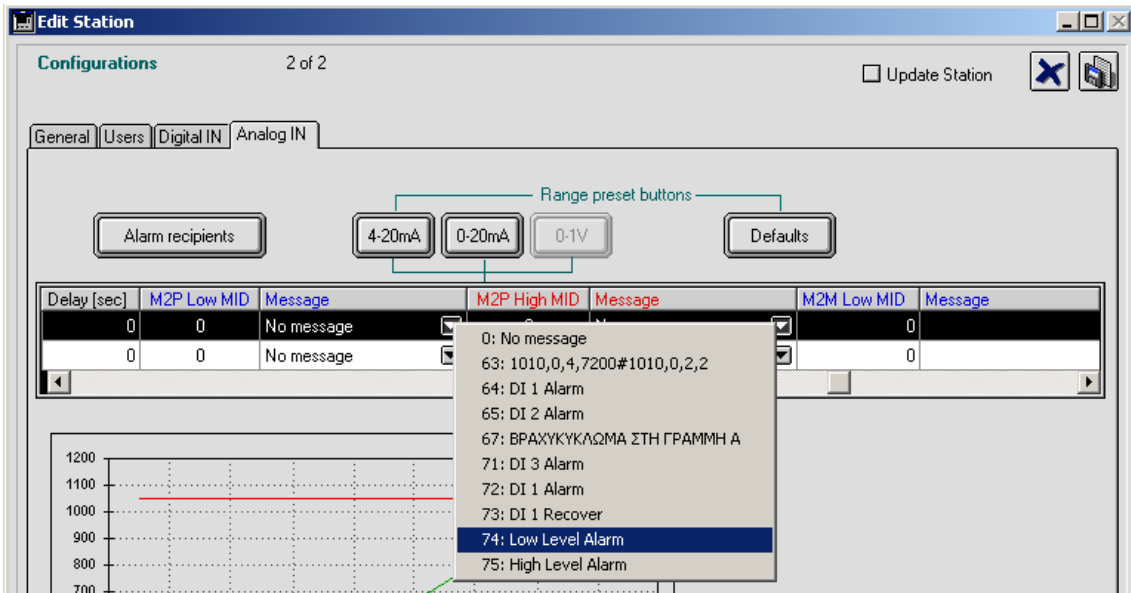 Edit Station
Configurations 2 of 2
Update Station
General Users Digital IN Analog IN
Range preset buttons
Alarm recipients 4-20mA 0-20mA 0-1V Defaults
Delay [sec] M2P Low MID Message M2P High MID Message M2M Low MID Message
0 0 No message 0
0 0 No message 0
0: No message
63: 1010,0,4,7200#1010,0,2,2
64: DI 1 Alarm
65: DI 2 Alarm
67: ΒΡΑΧΥΚΥΚΛΩΜΑ ΣΤΗ ΓΡΑΜΜΗ Α
71: DI 3 Alarm
72: DI 1 Alarm
73: DI 1 Recover
74: Low Level Alarm
75: High Level Alarm
1200
1100
1000
900
800
700